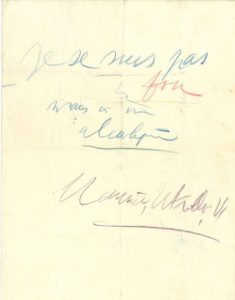 Je ne suis pas
fou
mais un
alcoolique
Maurice, Utrillo, V